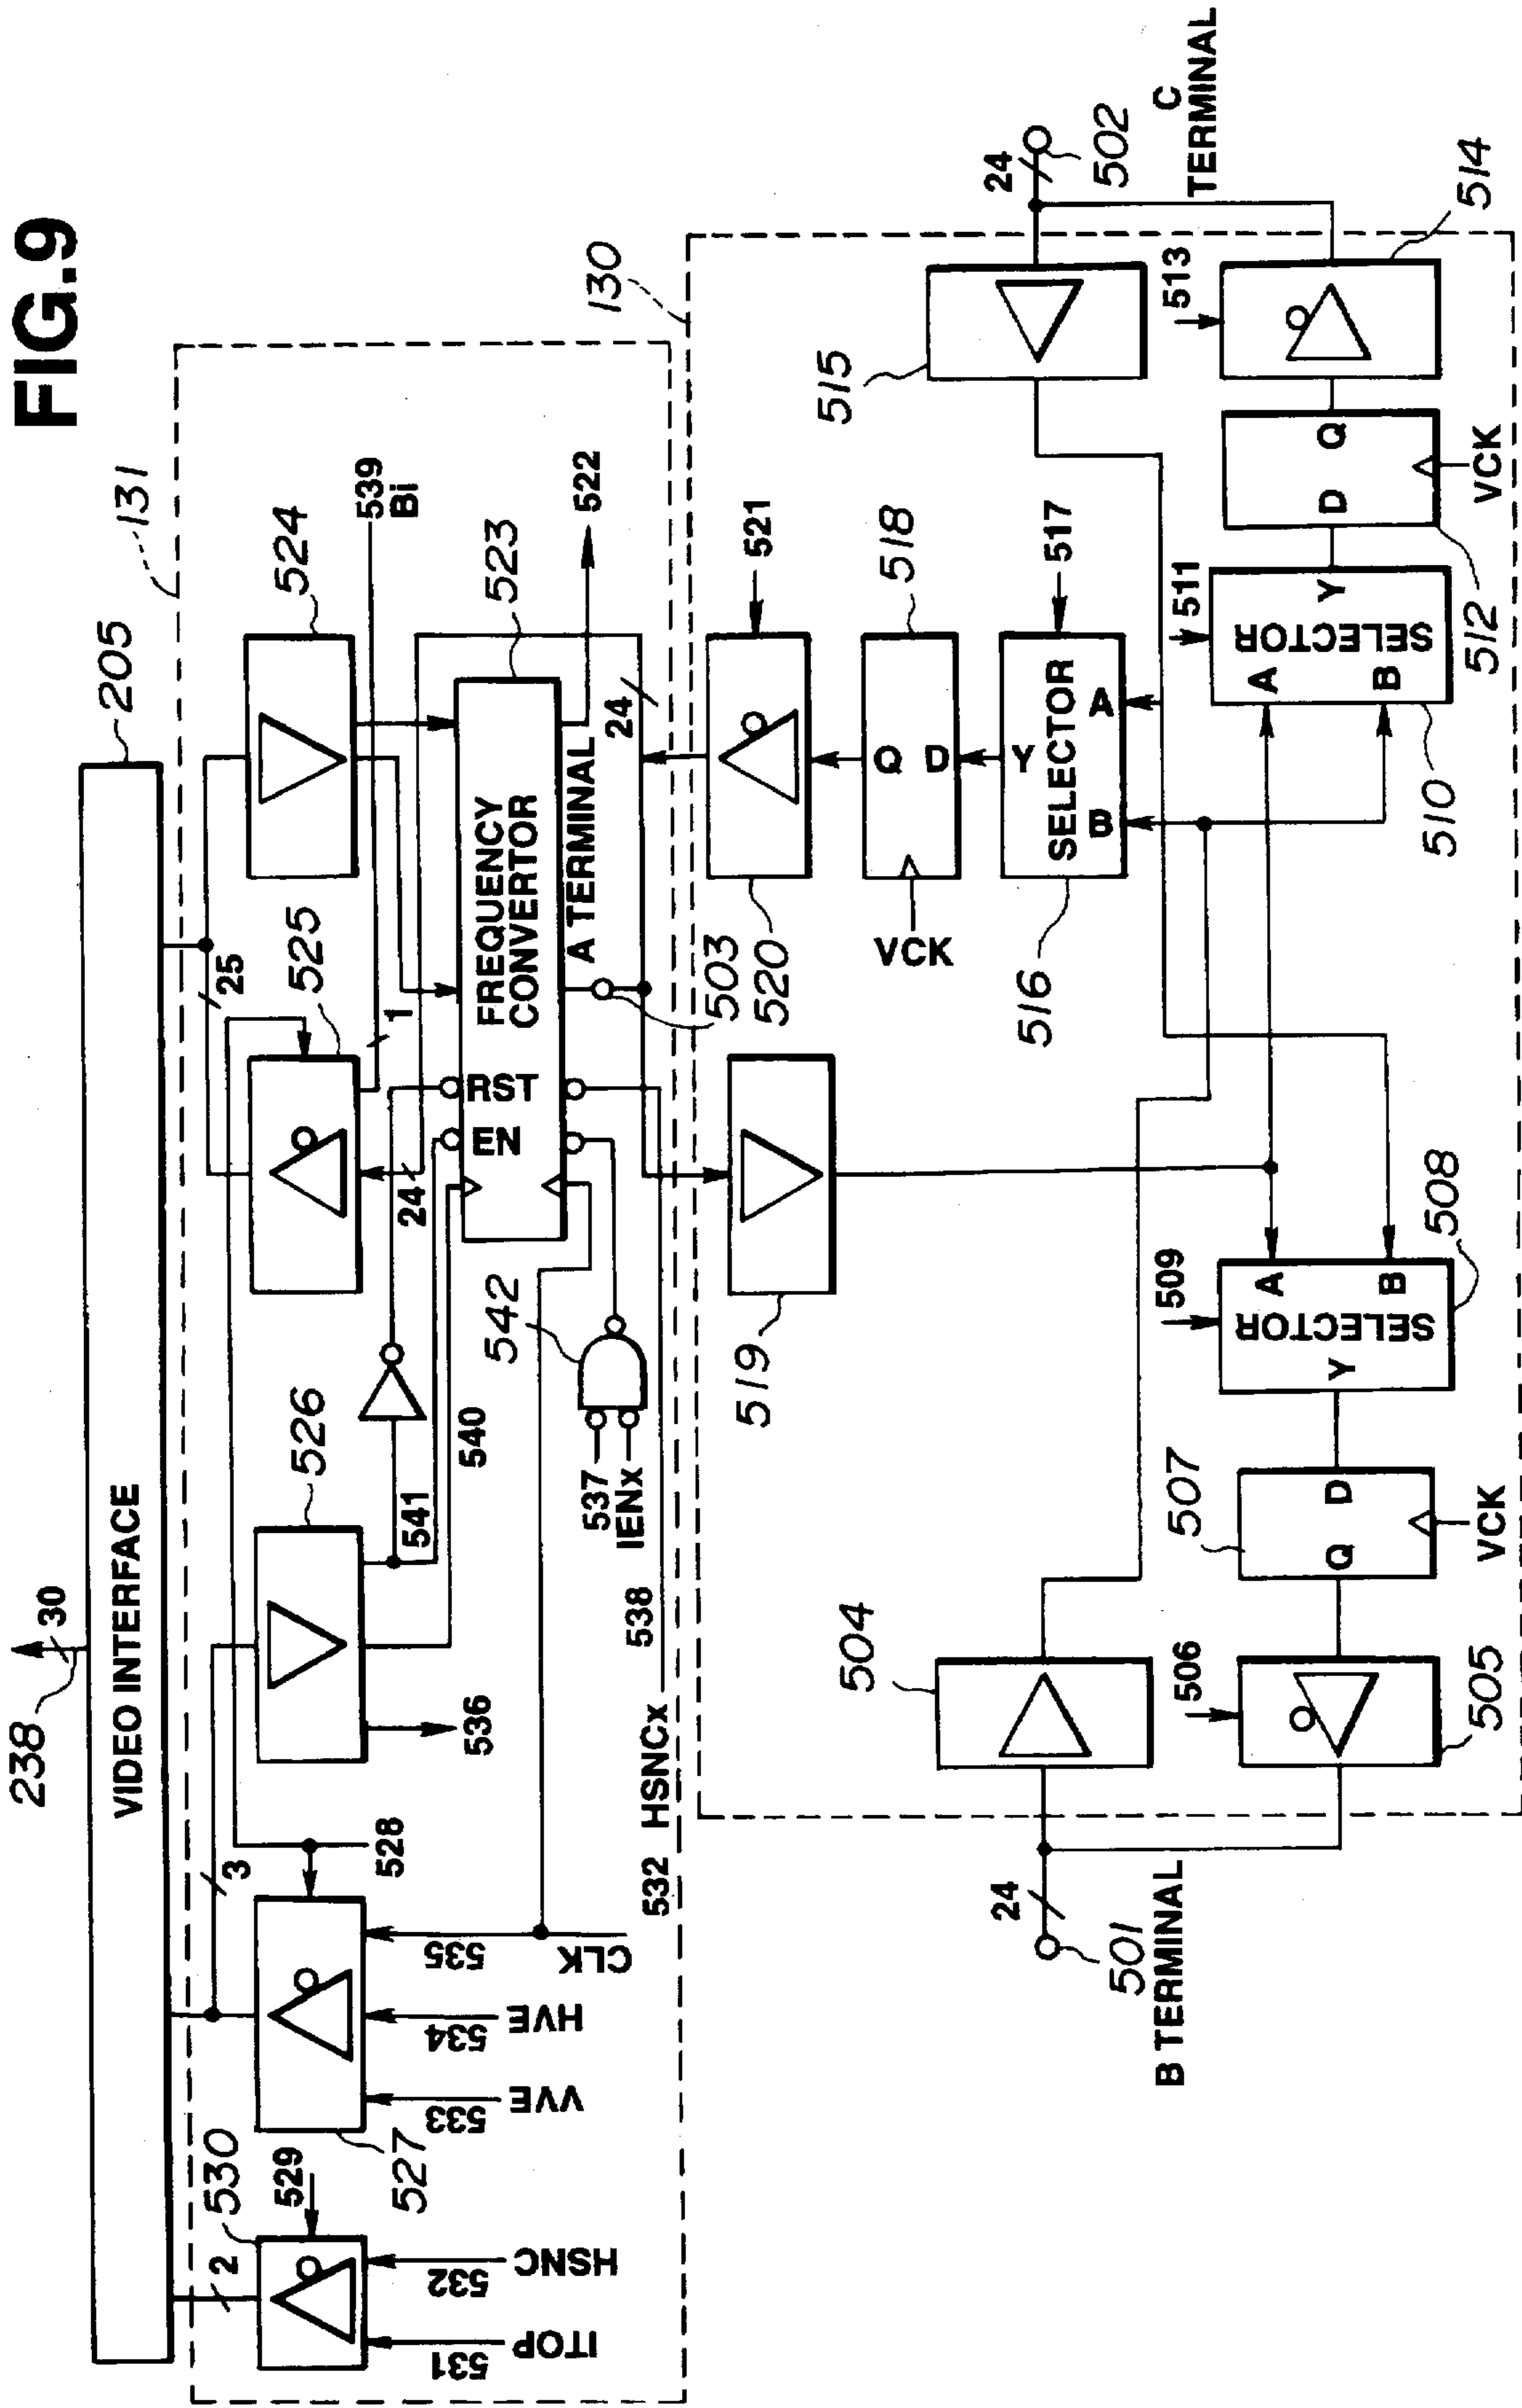 FIG.9
238
30
VIDEO INTERFACE
205
131
2
530
529
ITOP
531
HSNC
532
3
527
528
VVE
533
HVE
534
CLK
535
526
536
541
540
25
525
524
539
Bi
1
24
RST
EN
FREQUENCY
CONVERTOR
523
522
A TERMINAL
503
24
542
537
IENx
538
532 HSNCx
130
519
520
521
518
Q
D
VCK
516
SELECTOR
Y
A
B
517
515
24
502
C
TERMINAL
513
514
512
D
Q
VCK
511
SELECTOR
A
B
Y
510
509
SELECTOR
A
B
Y
508
507
D
Q
VCK
506
505
504
24
501
B TERMINAL